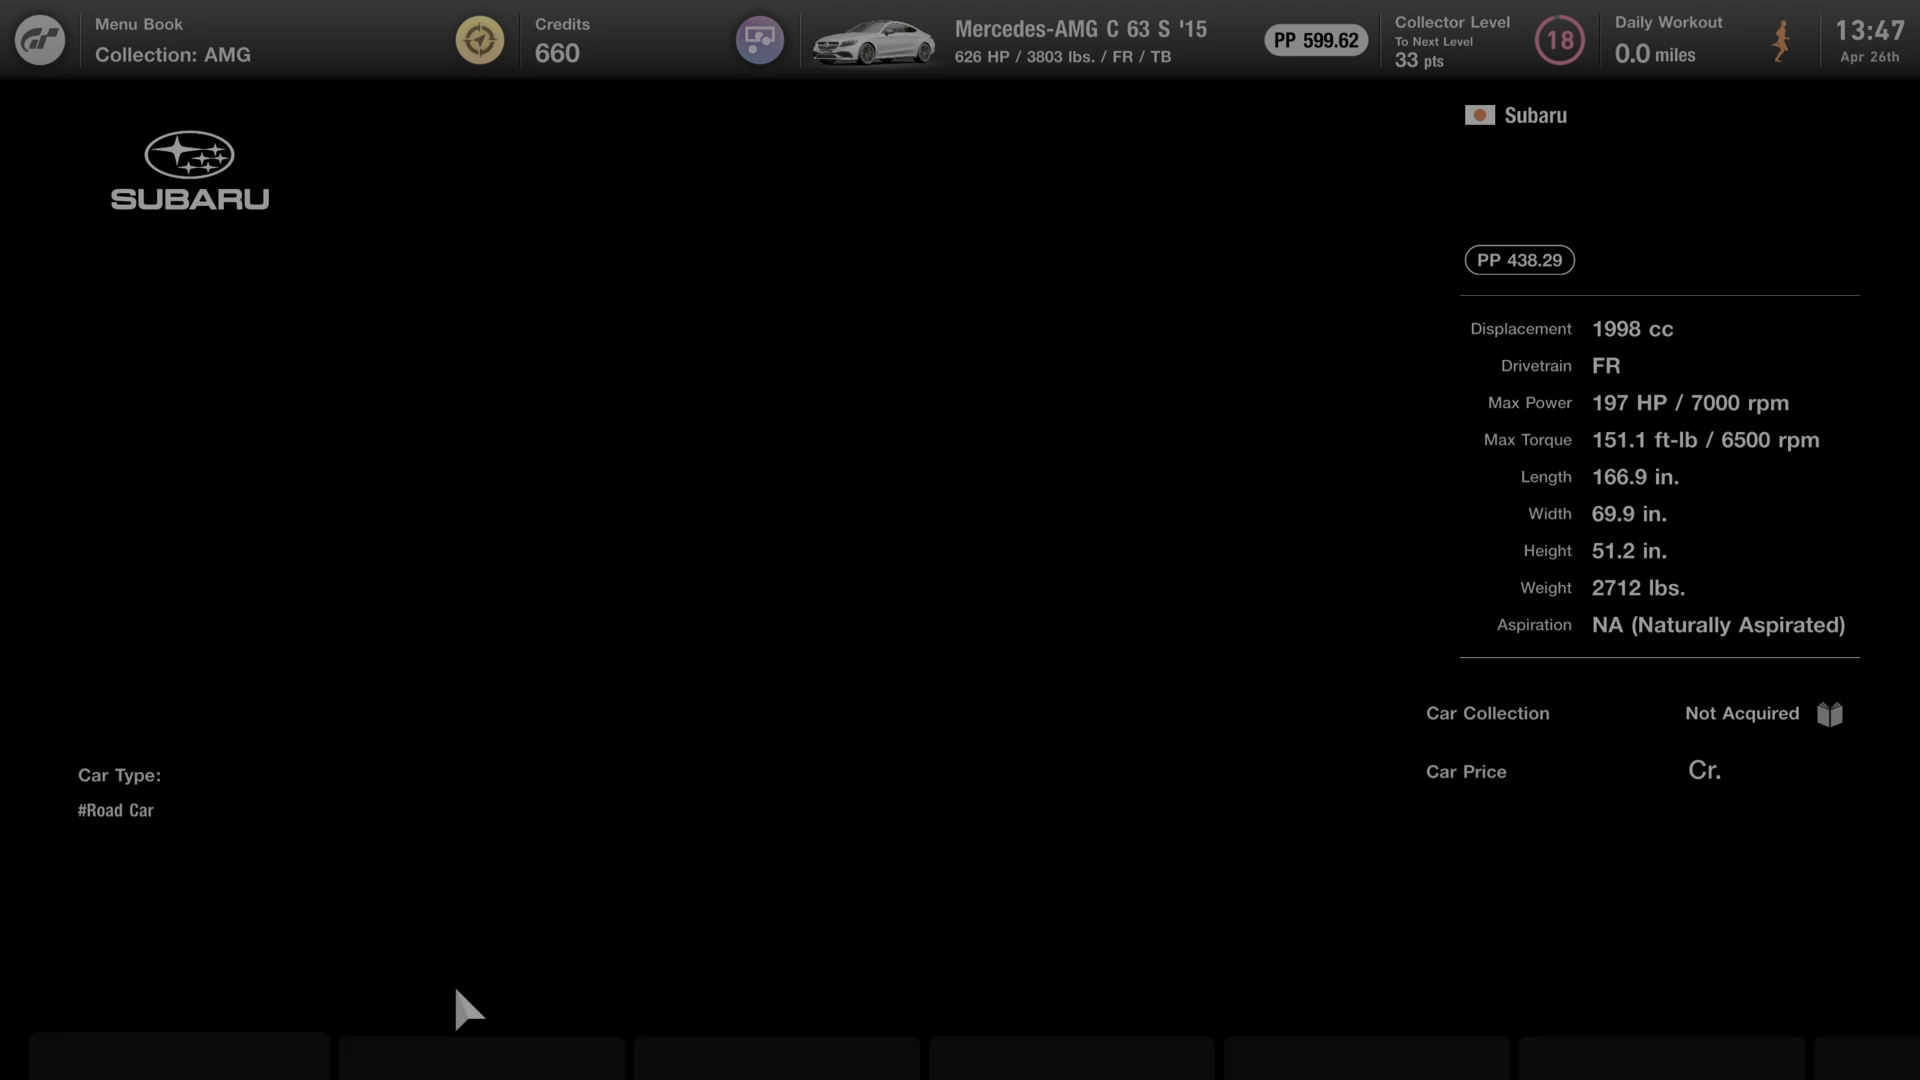 Menu Book
Collection: AMG
Credits
660
Mercedes-AMG C 63 S '15
626 HP / 3803 lbs. / FR / TB
PP 599.62
Collector Level
To Next Level
33 pts
18
Daily Workout
0.0 miles
13:47
Apr 26th
SUBARU
Subaru
PP 438.29
Displacement 1998 cc
Drivetrain FR
Max Power 197 HP / 7000 rpm
Max Torque 151.1 ft-lb / 6500 rpm
Length 166.9 in.
Width 69.9 in.
Height 51.2 in.
Weight 2712 lbs.
Aspiration NA (Naturally Aspirated)
Car Collection Not Acquired
Car Price Cr.
Car Type:
#Road Car